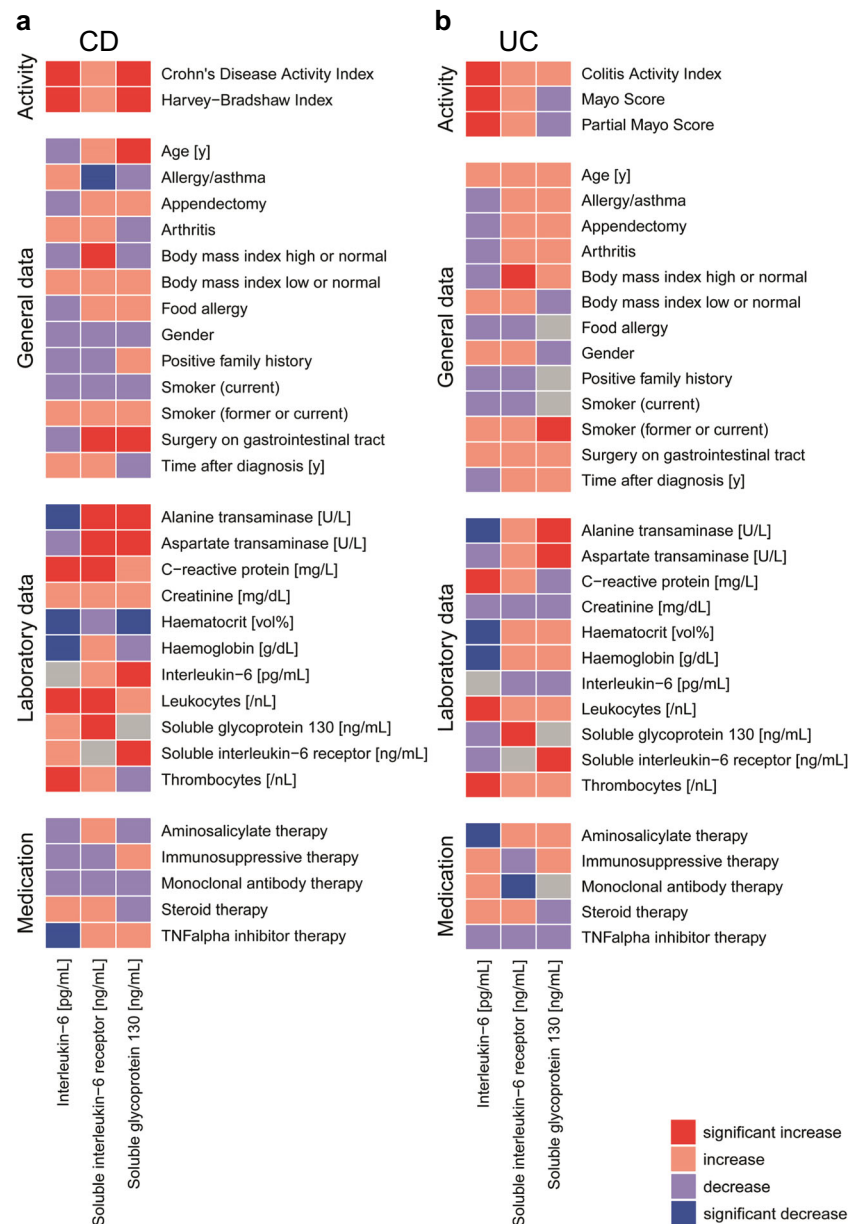 a
CD
Activity
Crohn's Disease Activity Index
Harvey−Bradshaw Index
General data
Age [y]
Allergy/asthma
Appendectomy
Arthritis
Body mass index high or normal
Body mass index low or normal
Food allergy
Gender
Positive family history
Smoker (current)
Smoker (former or current)
Surgery on gastrointestinal tract
Time after diagnosis [y]
Laboratory data
Alanine transaminase [U/L]
Aspartate transaminase [U/L]
C−reactive protein [mg/L]
Creatinine [mg/dL]
Haematocrit [vol%]
Haemoglobin [g/dL]
Interleukin−6 [pg/mL]
Leukocytes [/nL]
Soluble glycoprotein 130 [ng/mL]
Soluble interleukin−6 receptor [ng/mL]
Thrombocytes [/nL]
Medication
Aminosalicylate therapy
Immunosuppressive therapy
Monoclonal antibody therapy
Steroid therapy
TNFalpha inhibitor therapy
Interleukin−6 [pg/mL]
Soluble interleukin−6 receptor [ng/mL]
Soluble glycoprotein 130 [ng/mL]
b
UC
Activity
Colitis Activity Index
Mayo Score
Partial Mayo Score
General data
Age [y]
Allergy/asthma
Appendectomy
Arthritis
Body mass index high or normal
Body mass index low or normal
Food allergy
Gender
Positive family history
Smoker (current)
Smoker (former or current)
Surgery on gastrointestinal tract
Time after diagnosis [y]
Laboratory data
Alanine transaminase [U/L]
Aspartate transaminase [U/L]
C−reactive protein [mg/L]
Creatinine [mg/dL]
Haematocrit [vol%]
Haemoglobin [g/dL]
Interleukin−6 [pg/mL]
Leukocytes [/nL]
Soluble glycoprotein 130 [ng/mL]
Soluble interleukin−6 receptor [ng/mL]
Thrombocytes [/nL]
Medication
Aminosalicylate therapy
Immunosuppressive therapy
Monoclonal antibody therapy
Steroid therapy
TNFalpha inhibitor therapy
Interleukin−6 [pg/mL]
Soluble interleukin−6 receptor [ng/mL]
Soluble glycoprotein 130 [ng/mL]
significant increase
increase
decrease
significant decrease